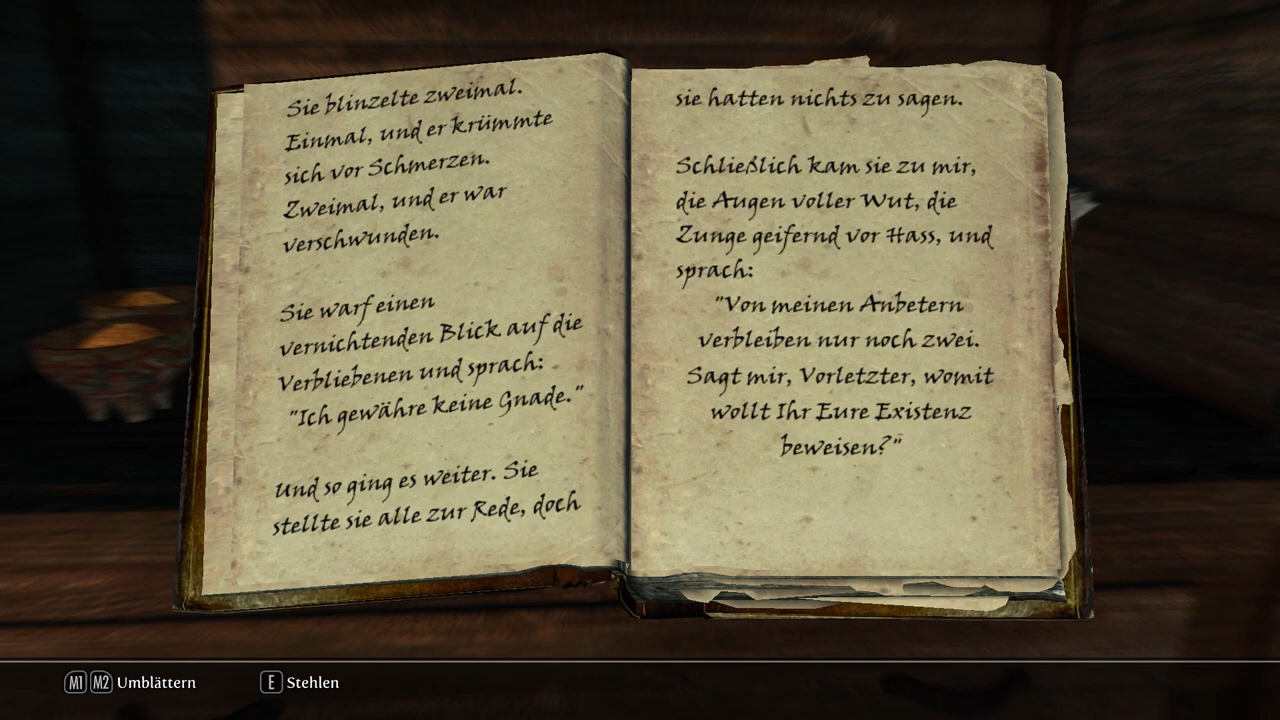 Sie blinzelte zweimal.
Einmal, und er krümmte
sich vor Schmerzen.
Zweimal, und er war
verschwunden.
Sie warf einen
vernichtenden Blick auf die
Verbliebenen und sprach:
"Ich gewähre keine Gnade."
Und so ging es weiter. Sie
stellte sie alle zur Rede, doch
sie hatten nichts zu sagen.
Schließlich kam sie zu mir,
die Augen voller Wut, die
Zunge geifernd vor Hass, und
sprach:
"Von meinen Anbetern
verbleiben nur noch zwei.
Sagt mir, Vorletzter, womit
wollt Ihr Eure Existenz
beweisen?"
M1 M2 Umblättern
E Stehlen